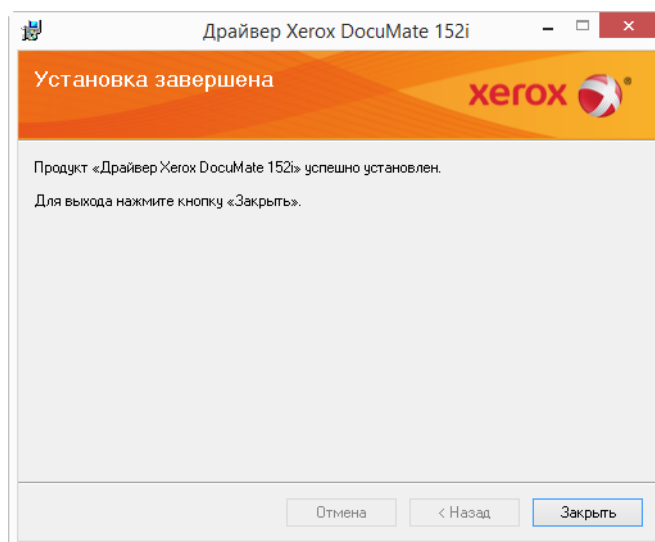 Драйвер Xerox DocuMate 152i
Установка завершена
xerox
Продукт «Драйвер Xerox DocuMate 152i» успешно установлен.
Для выхода нажмите кнопку «Закрыть».
Отмена
< Назад
Закрыть